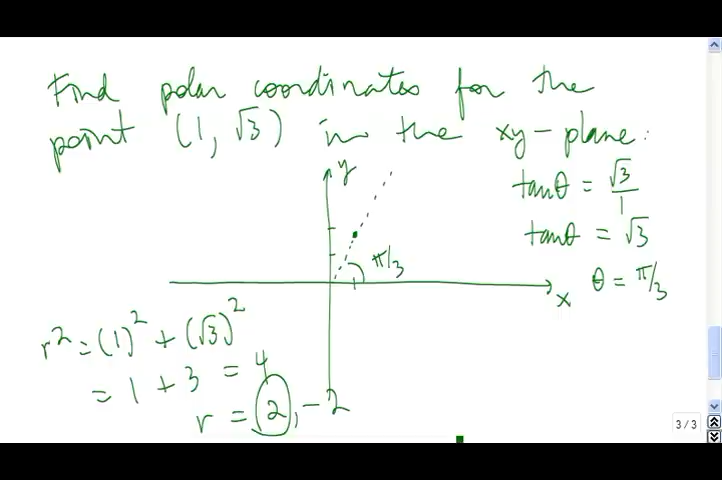 Find polar coordinates for the
point (1, √3) in the xy-plane:
y
tanθ = √3/1
tanθ = √3
π/3
θ = π/3
x
r² = (1)² + (√3)²
= 1 + 3 = 4
r = 2, -2
3 / 3